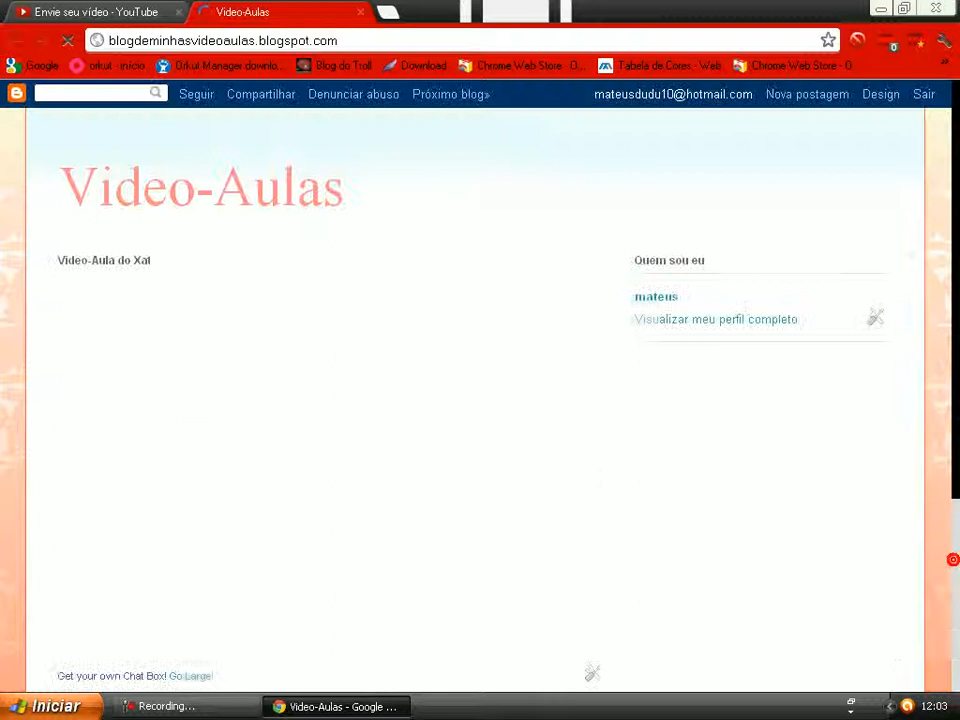 Envie seu vídeo - YouTube
Video-Aulas
blogdeminhasvideoaulas.blogspot.com
Google
orkut - início
Orkut Manager downlo...
Blog do Troll
Download
Chrome Web Store - O...
Tabela de Cores - Web
Chrome Web Store - O
Seguir
Compartilhar
Denunciar abuso
Próximo blog»
mateusdudu10@hotmail.com
Nova postagem
Design
Sair
Video-Aulas
Video-Aula do Xat
Quem sou eu
mateus
Visualizar meu perfil completo
Get your own Chat Box! Go Large!
Iniciar
Recording...
Video-Aulas - Google ...
12:03